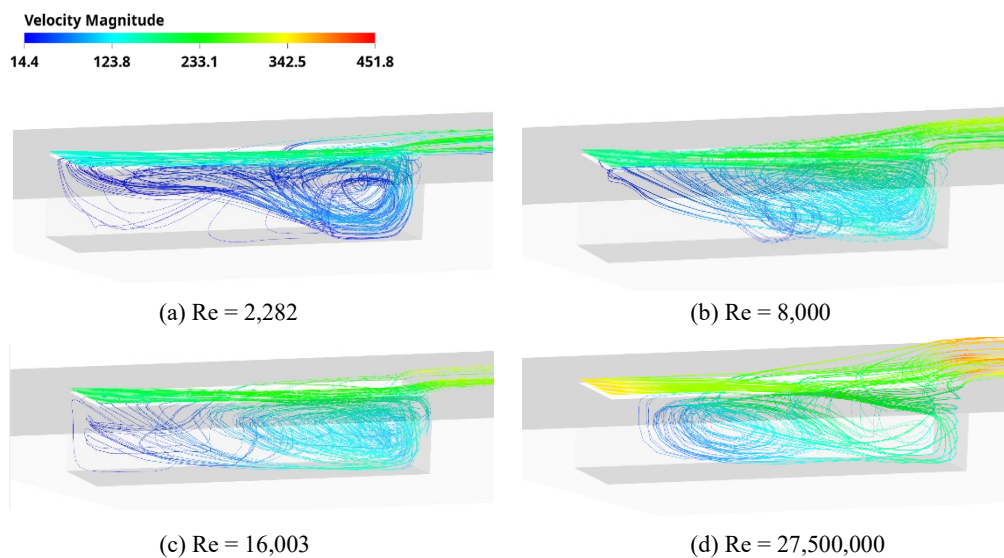 Velocity Magnitude
14.4 123.8 233.1 342.5 451.8
(a) Re = 2,282
(b) Re = 8,000
(c) Re = 16,003
(d) Re = 27,500,000